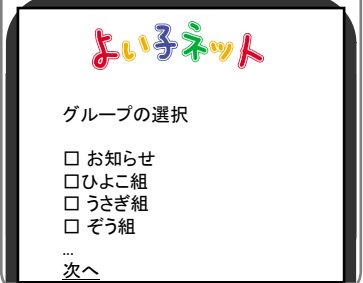 よい子ネット
グループの選択
□ お知らせ
□ひよこ組
□ うさぎ組
□ ぞう組
...
次へ